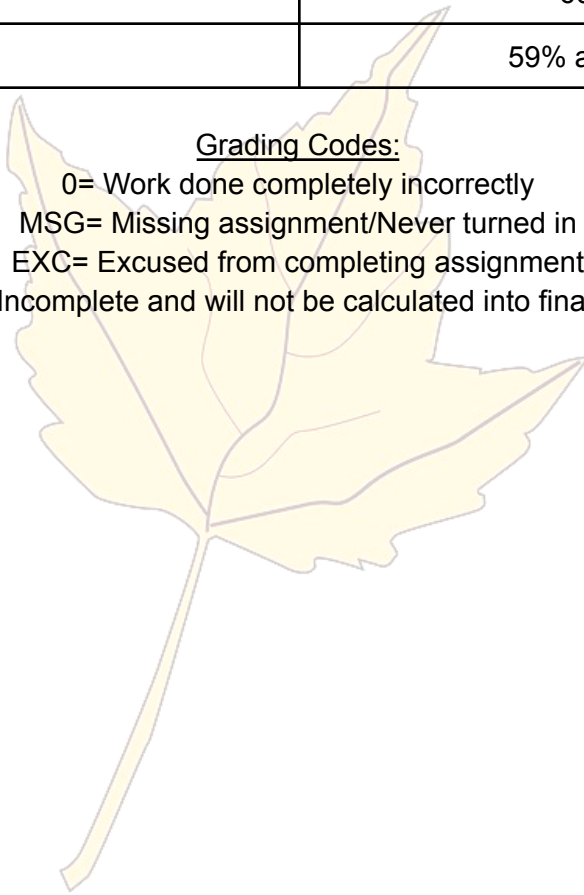 59%
Grading Codes:
0= Work done completely incorrectly
MSG= Missing assignment/Never turned in
EXC= Excused from completing assignment
Incomplete and will not be calculated into